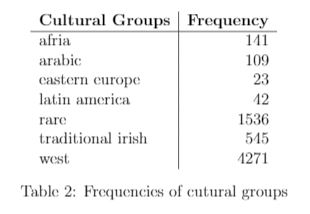 Cultural Groups Frequency
afria 141
arabic 109
eastern europe 23
latin america 42
rare 1536
traditional irish 545
west 4271
Table 2: Frequencies of cutural groups